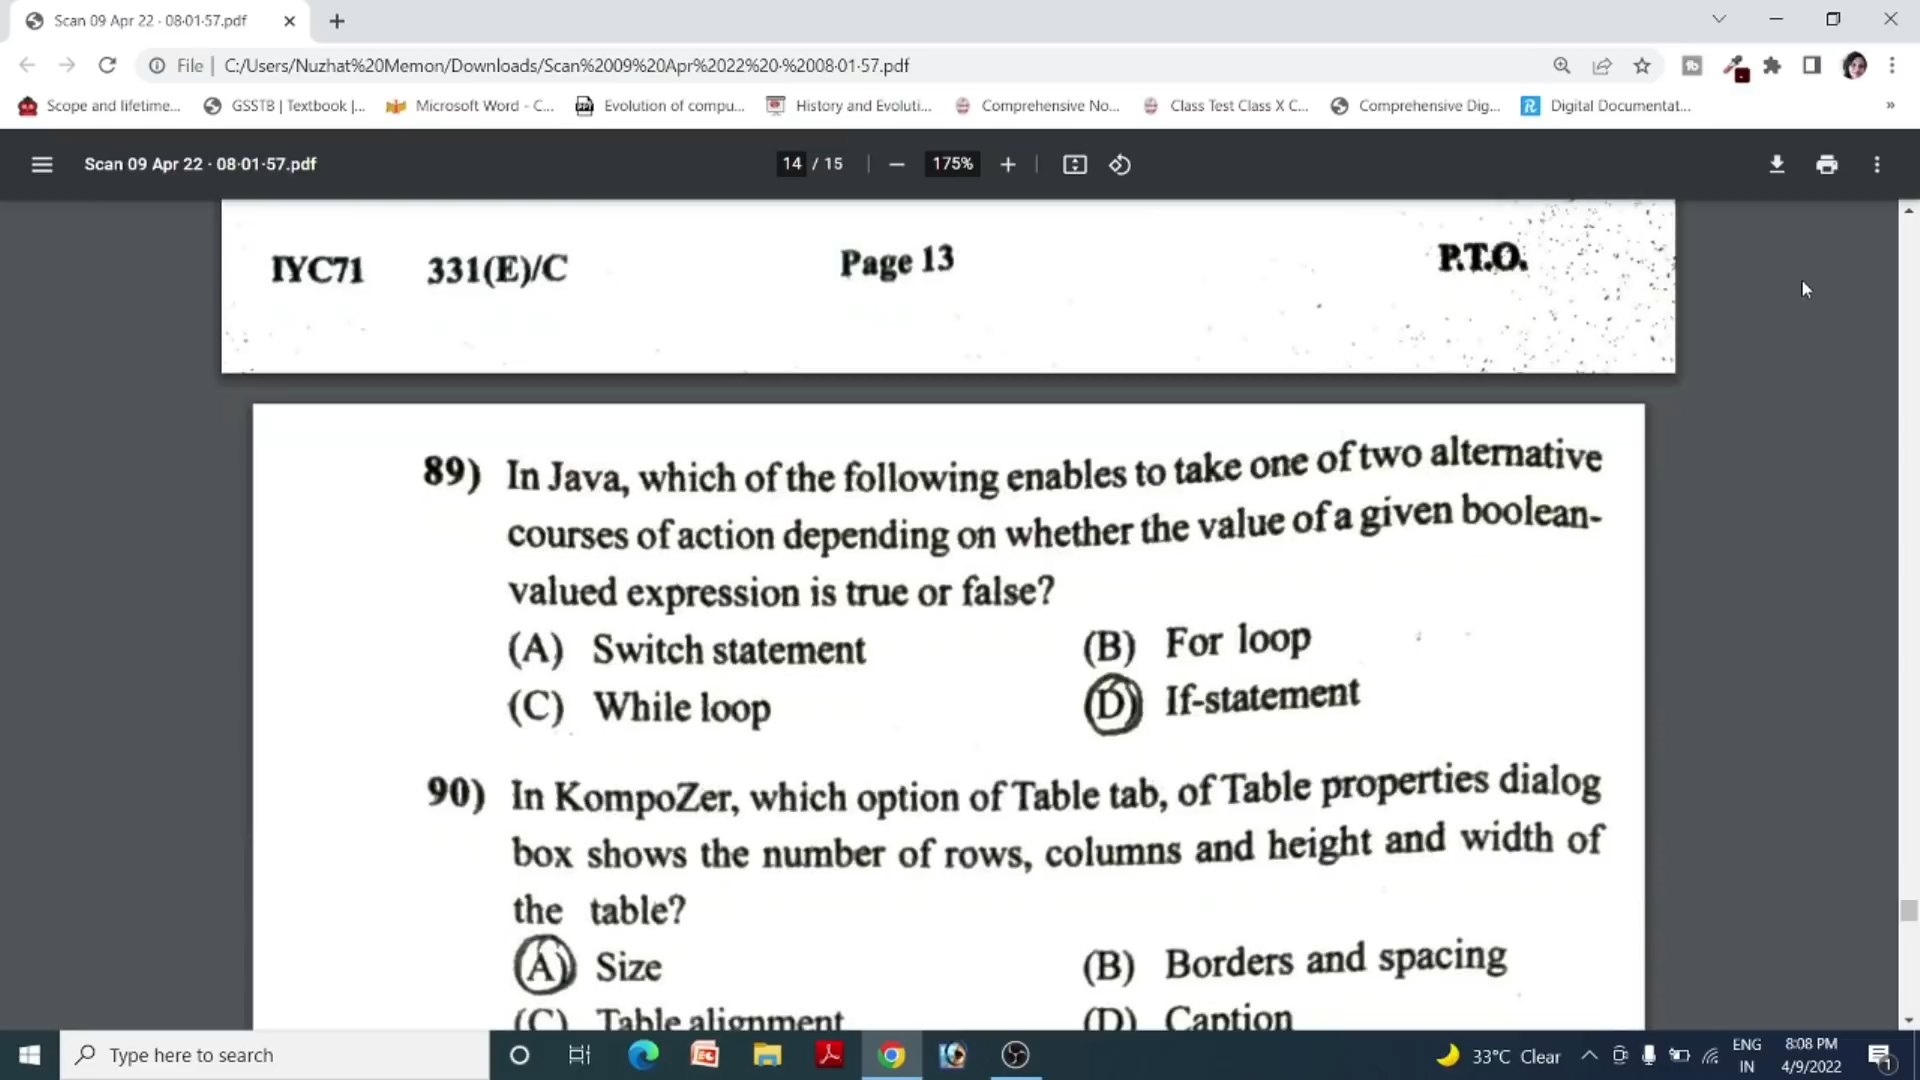 Scan 09 Apr 22 - 08·01·57.pdf
File | C:/Users/Nuzhat%20Memon/Downloads/Scan%2009%20Apr%2022%20·%2008·01·57.pdf
Scope and lifetime... GSSTB | Textbook |... Microsoft Word - C... Evolution of compu... History and Evoluti... Comprehensive No... Class Test Class X C... Comprehensive Dig... Digital Documentat... »
Scan 09 Apr 22 · 08·01·57.pdf 14 / 15 175%
IYC71 331(E)/C Page 13 P.T.O.
89) In Java, which of the following enables to take one of two alternative
courses of action depending on whether the value of a given boolean-
valued expression is true or false?
(A) Switch statement (B) For loop
(C) While loop (D) If-statement
90) In KompoZer, which option of Table tab, of Table properties dialog
box shows the number of rows, columns and height and width of
the table?
(A) Size (B) Borders and spacing
(C) Table alignment (D) Caption
Type here to search 33°C Clear ENG 8:08 PM
IN 4/9/2022 1